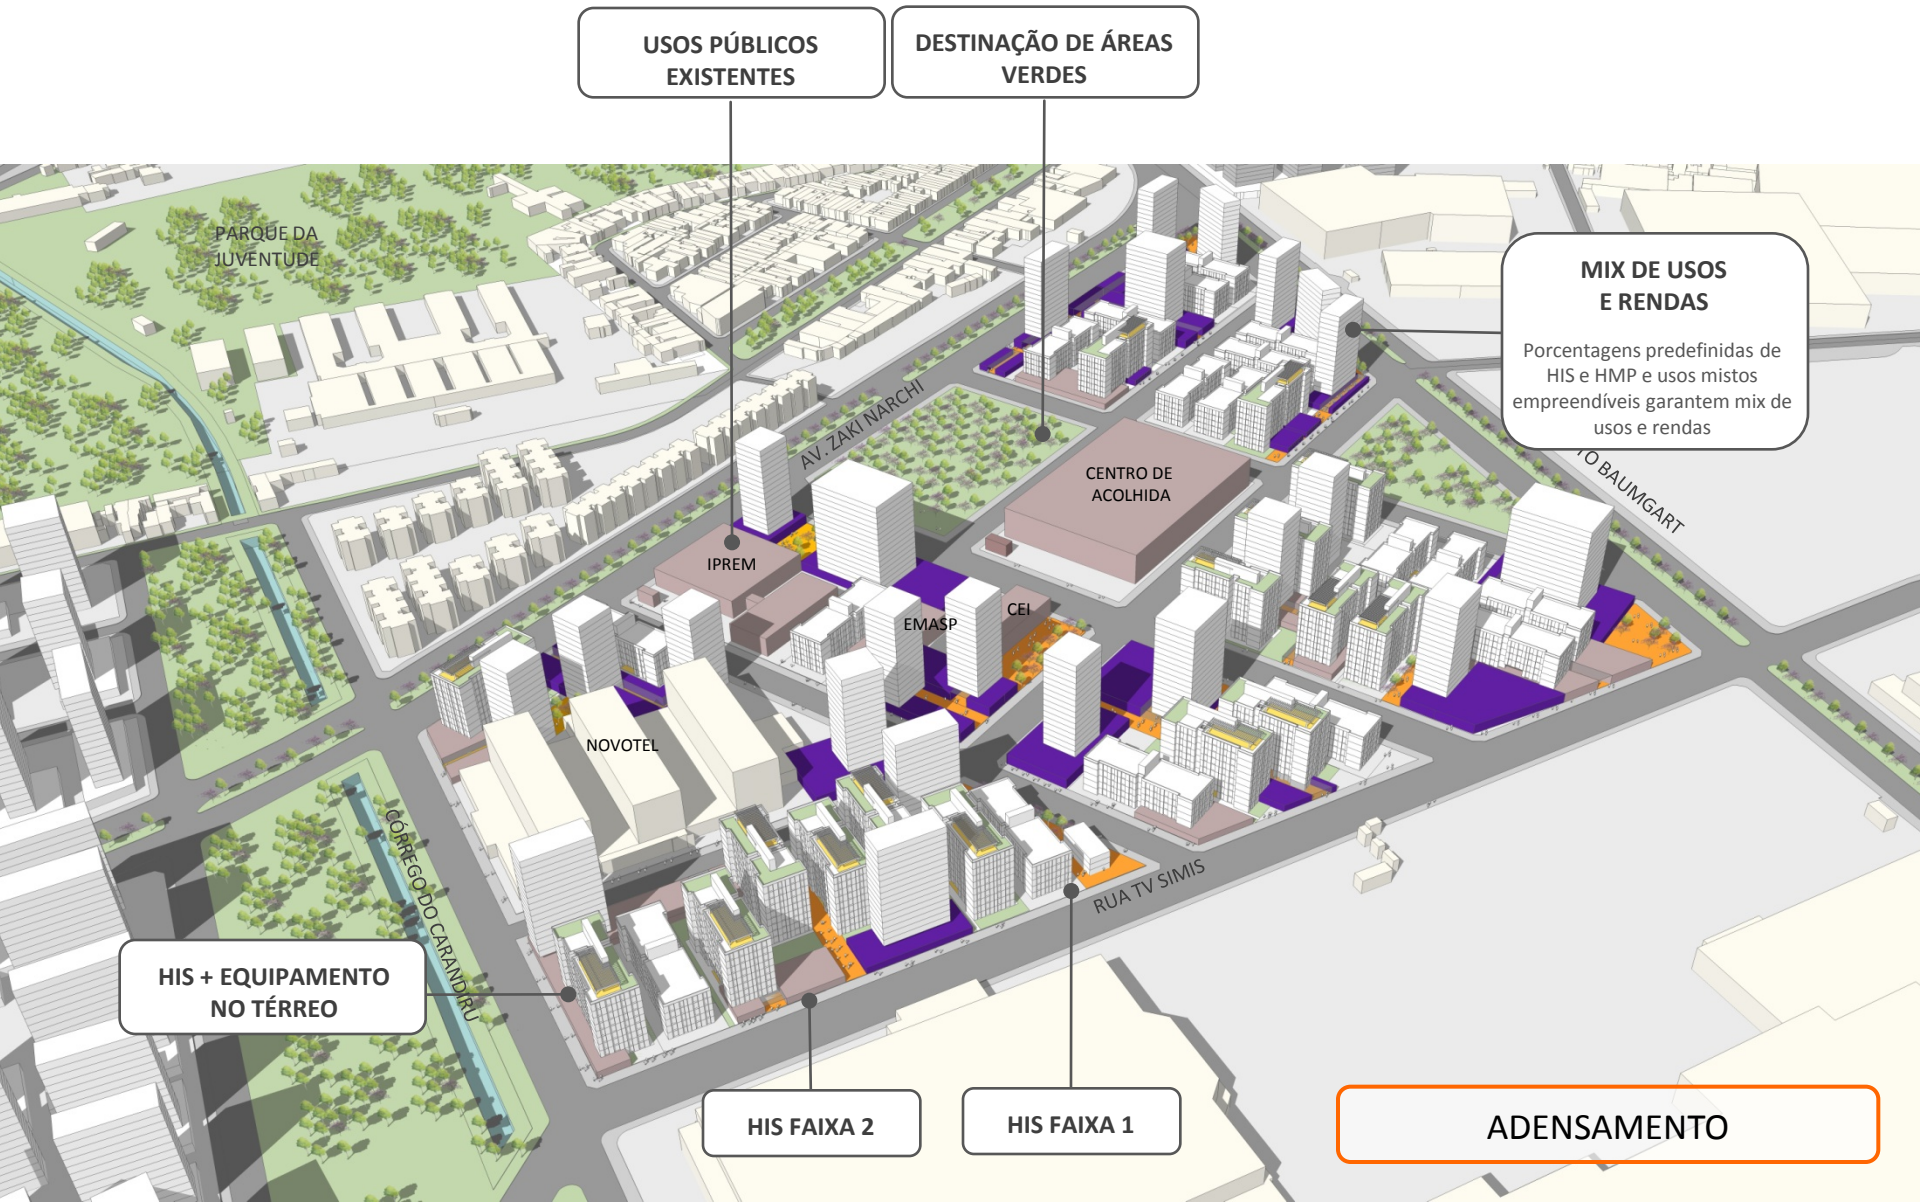 USOS PÚBLICOS
EXISTENTES
DESTINAÇÃO DE ÁREAS
VERDES
PARQUE DA
JUVENTUDE
MIX DE USOS
E RENDAS
Porcentagens predefinidas de
HIS e HMP e usos mistos
empreendíveis garantem mix de
usos e rendas
AV. ZAKI NARCHI
CENTRO DE
ACOLHIDA
TO BAUMGART
IPREM
CEI
EMASP
NOVOTEL
CÓRREGO DO CARANDIRU
RUA TV SIMIS
HIS + EQUIPAMENTO
NO TÉRREO
HIS FAIXA 2
HIS FAIXA 1
ADENSAMENTO